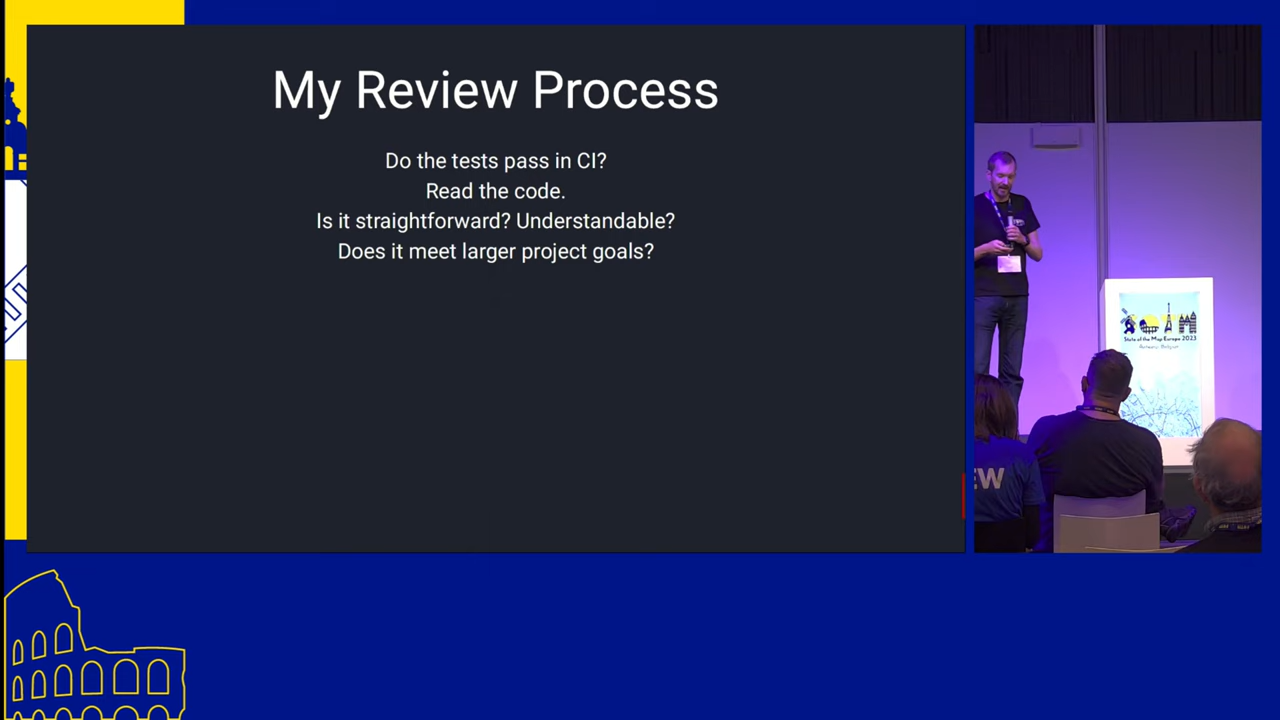 My Review Process
Do the tests pass in CI?
Read the code.
Is it straightforward? Understandable?
Does it meet larger project goals?
State of the Map Europe 2023
EW